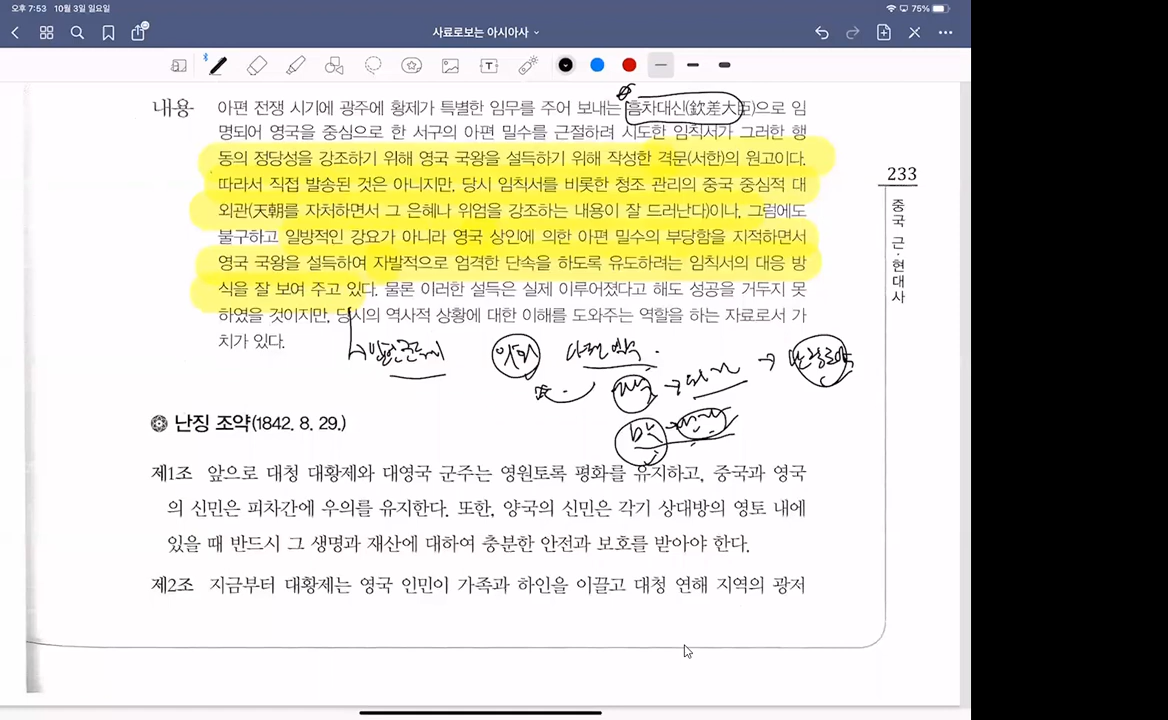 오후 7:53 10월 3일 일요일
75%
사료로보는 아시아사
내용 아편 전쟁 시기에 광주에 황제가 특별한 임무를 주어 보내는 흠차대신(欽差大臣)으로 임
명되어 영국을 중심으로 한 서구의 아편 밀수를 근절하려 시도한 임칙서가 그러한 행
동의 정당성을 강조하기 위해 영국 국왕을 설득하기 위해 작성한 격문(서한)의 원고이다.
따라서 직접 발송된 것은 아니지만, 당시 임칙서를 비롯한 청조 관리의 중국 중심적 대
외관(天朝를 자처하면서 그 은혜나 위엄을 강조하는 내용이 잘 드러난다)이나, 그럼에도
불구하고 일방적인 강요가 아니라 영국 상인에 의한 아편 밀수의 부당함을 지적하면서
영국 국왕을 설득하여 자발적으로 엄격한 단속을 하도록 유도하려는 임칙서의 대응 방
식을 잘 보여 주고 있다. 물론 이러한 설득은 실제 이루어졌다고 해도 성공을 거두지 못
하였을 것이지만, 당시의 역사적 상황에 대한 이해를 도와주는 역할을 하는 자료로서 가
치가 있다.
233
중국 근·현대사
난징 조약(1842. 8. 29.)
제1조 앞으로 대청 대황제와 대영국 군주는 영원토록 평화를 유지하고, 중국과 영국
의 신민은 피차간에 우의를 유지한다. 또한, 양국의 신민은 각기 상대방의 영토 내에
있을 때 반드시 그 생명과 재산에 대하여 충분한 안전과 보호를 받아야 한다.
제2조 지금부터 대황제는 영국 인민이 가족과 하인을 이끌고 대청 연해 지역의 광저